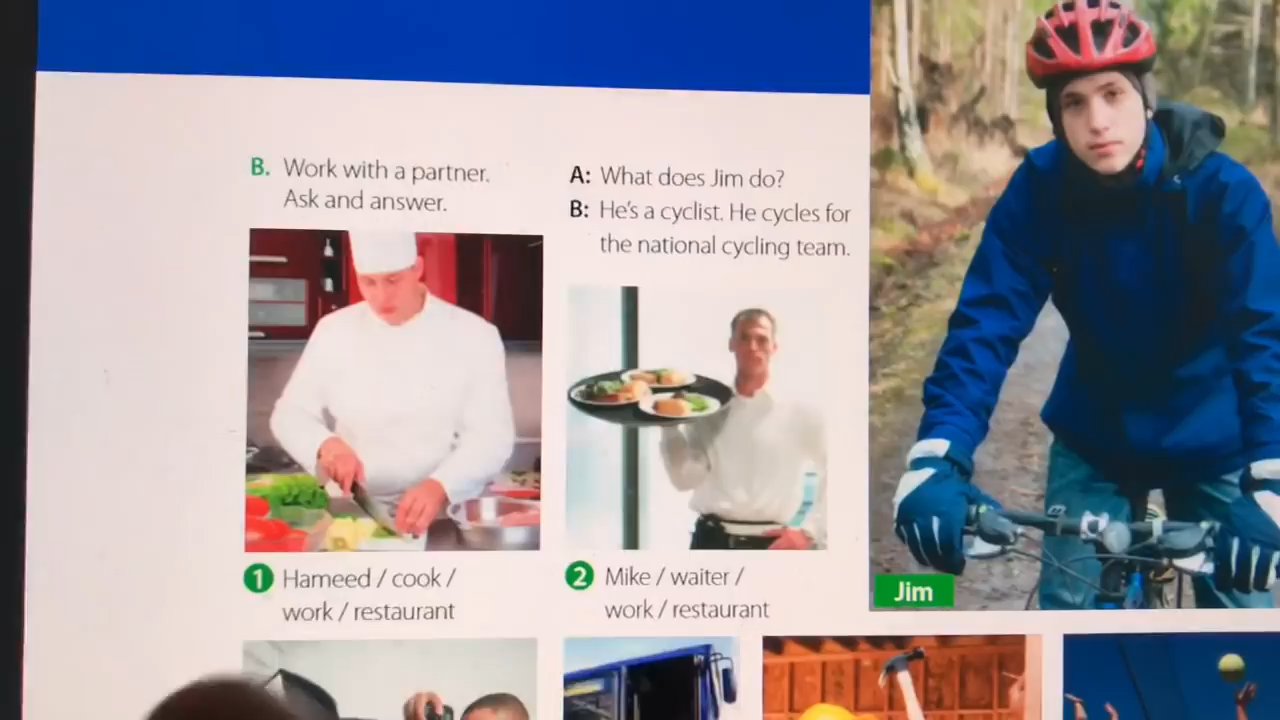 B. Work with a partner.
Ask and answer.
A: What does Jim do?
B: He's a cyclist. He cycles for
the national cycling team.
1 Hameed / cook /
work / restaurant
2 Mike / waiter /
work / restaurant
Jim